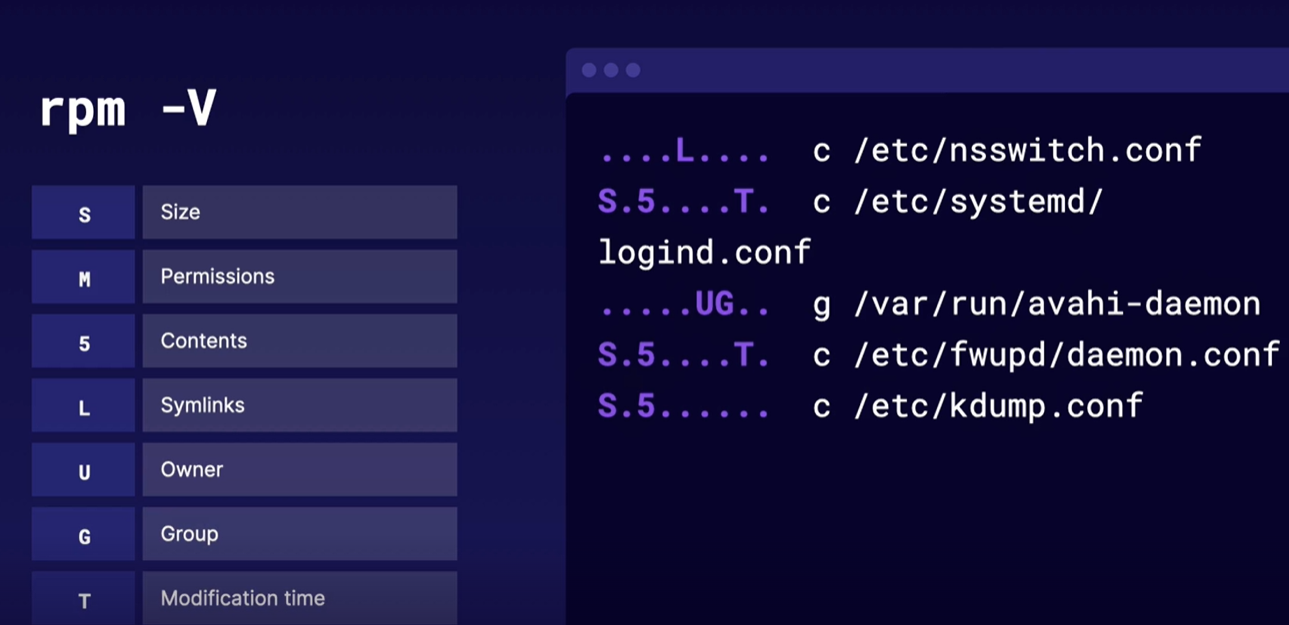 rpm -V
S Size
M Permissions
5 Contents
L Symlinks
U Owner
G Group
T Modification time
....L.... c /etc/nsswitch.conf
S.5....T. c /etc/systemd/
logind.conf
.....UG.. g /var/run/avahi-daemon
S.5....T. c /etc/fwupd/daemon.conf
S.5...... c /etc/kdump.conf